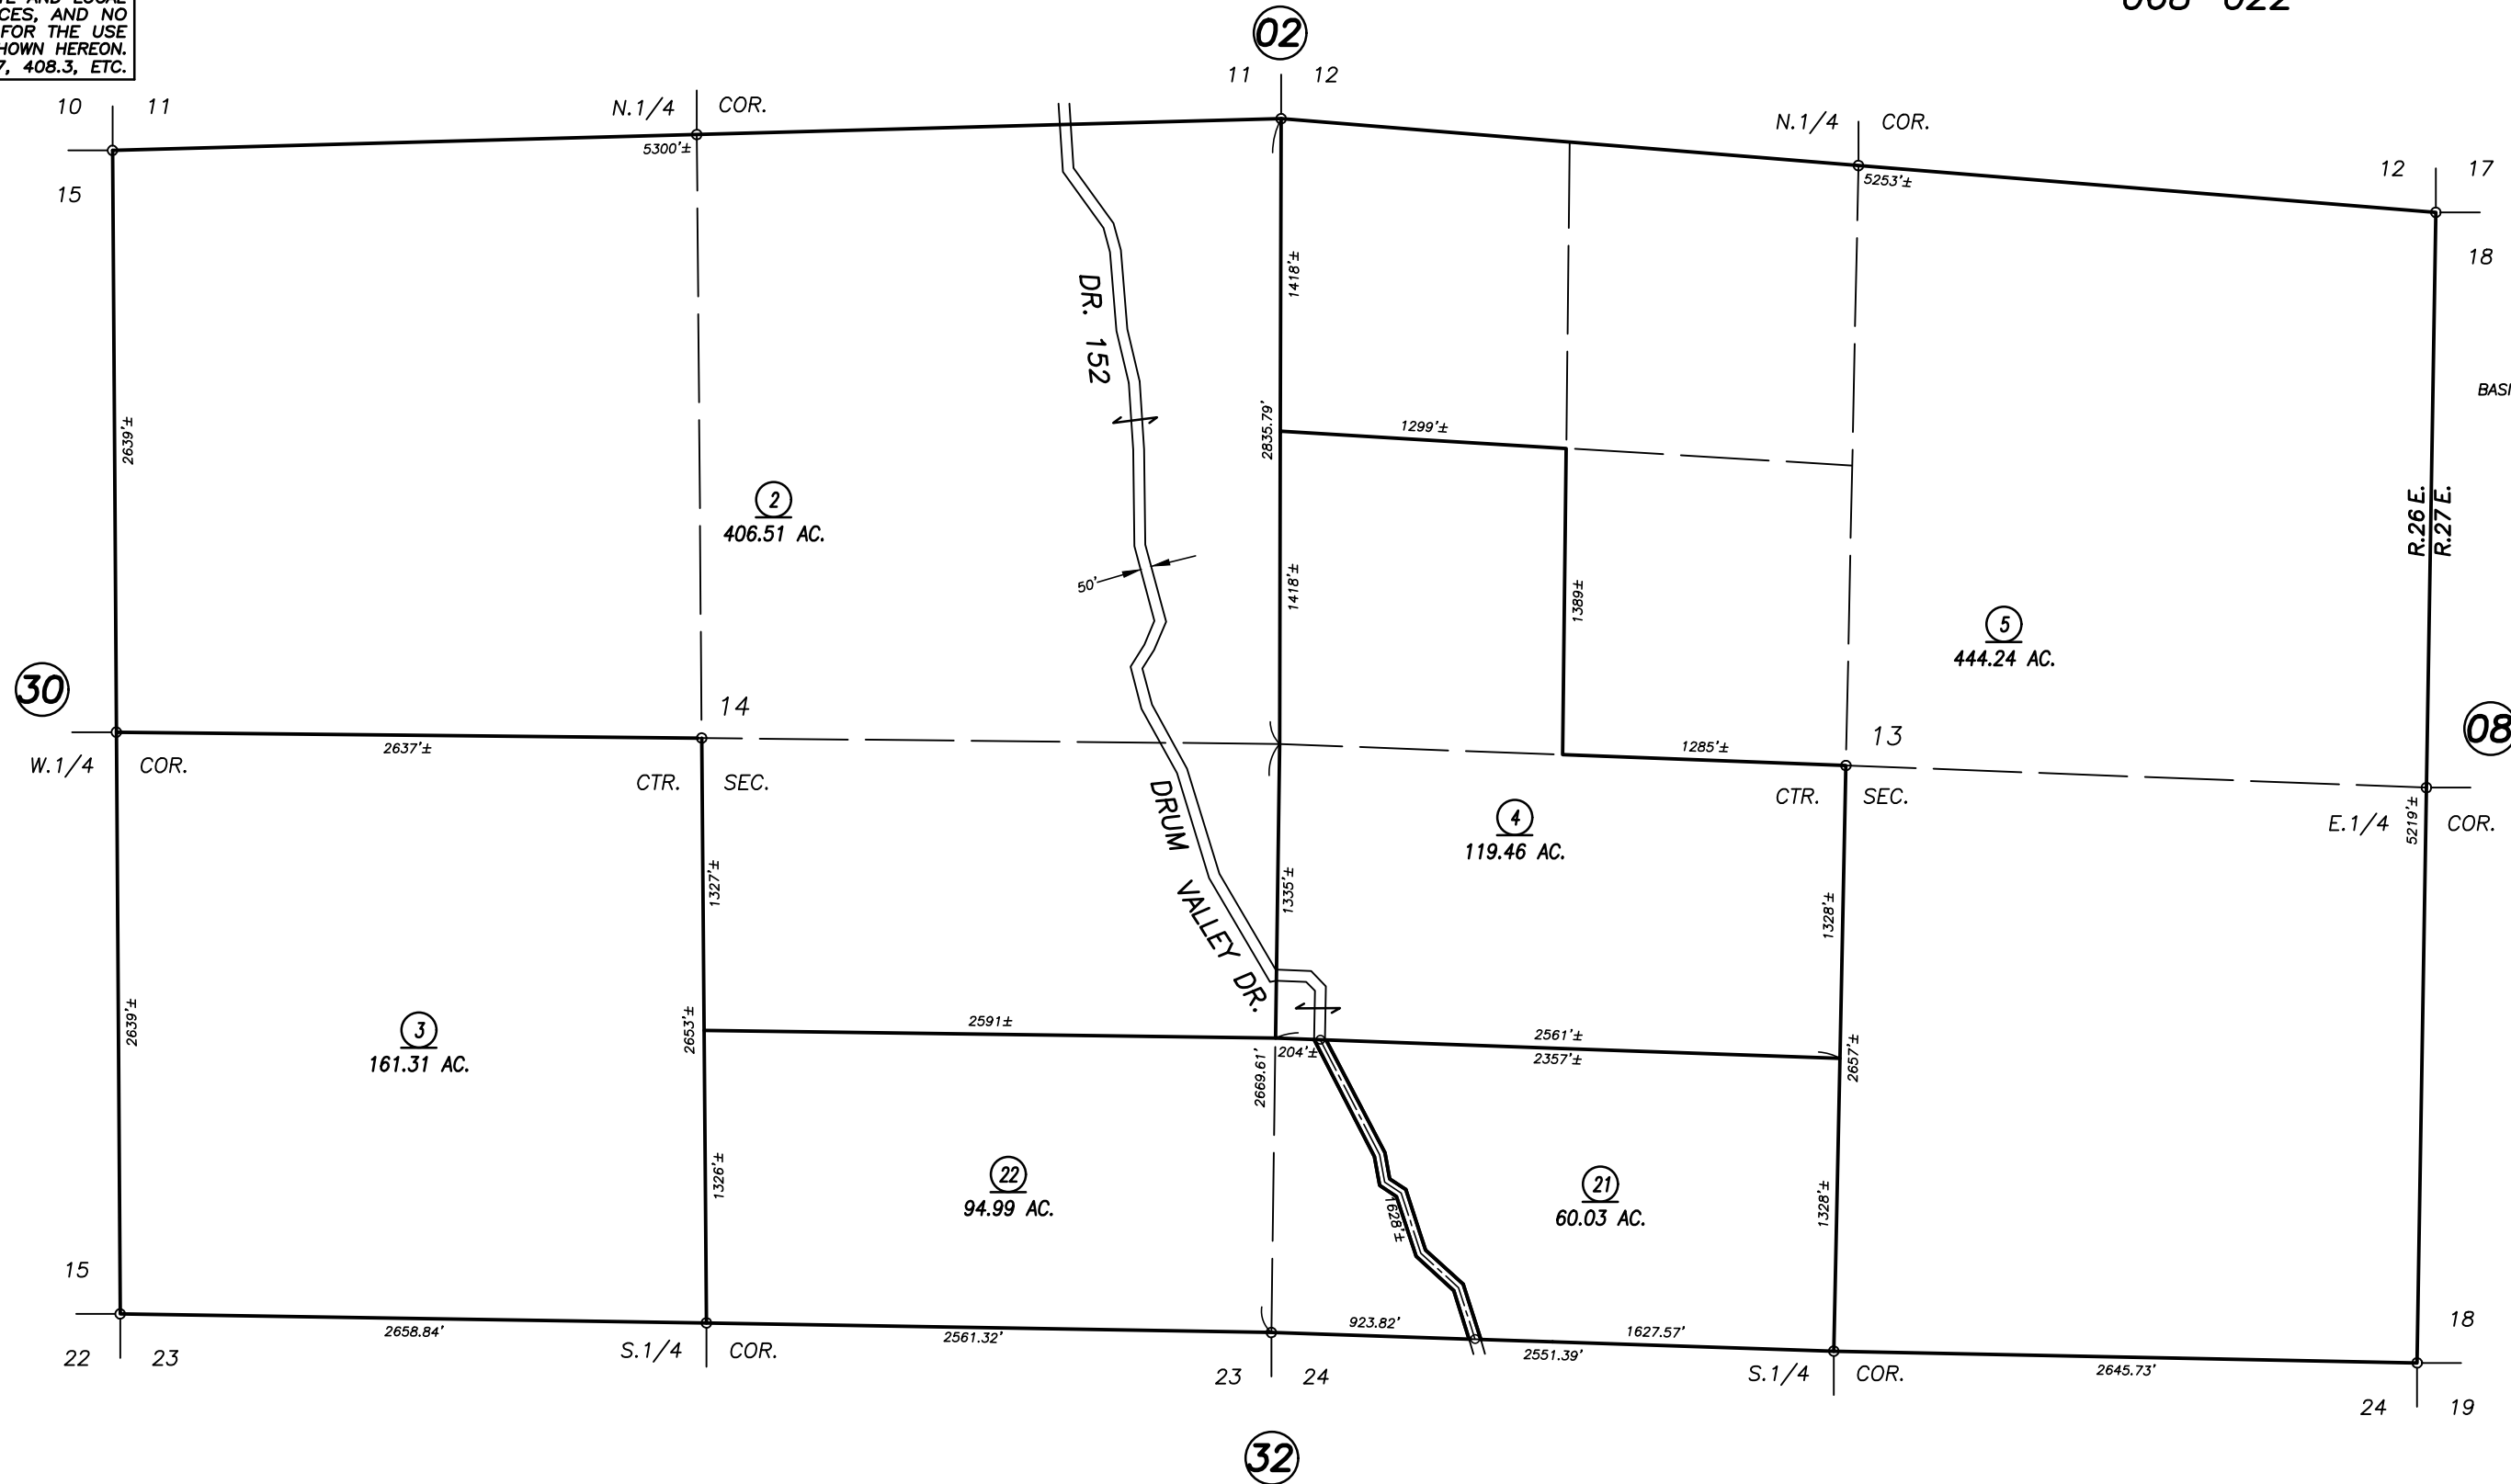 FOR THE USE
SHOWN HEREON.
408.3, ETC.
02
11 12
10 11
N.1/4 COR.
N.1/4 COR.
5300'±
5253'±
12 17
15
18
DR. 152
1418'±
2639'±
2835.79'
1299'±
R.26 E.
R.27 E.
2
406.51 AC.
50'
1418'±
1389±
5
444.24 AC.
30
14
13
08
2637'±
1285'±
W.1/4 COR.
CTR. SEC.
CTR. SEC.
E.1/4 COR.
5219'±
DRUM VALLEY DR.
4
119.46 AC.
1327'±
1335'±
1328'±
3
161.31 AC.
2639'±
2653'±
2591±
204'±
2561'±
2357'±
2657'±
2669.61'
1326'±
22
94.99 AC.
1628'±
21
60.03 AC.
1328'±
15
18
2658.84'
2561.32'
923.82'
1627.57'
2551.39'
2645.73'
22 23
S.1/4 COR.
23 24
S.1/4 COR.
24 19
32